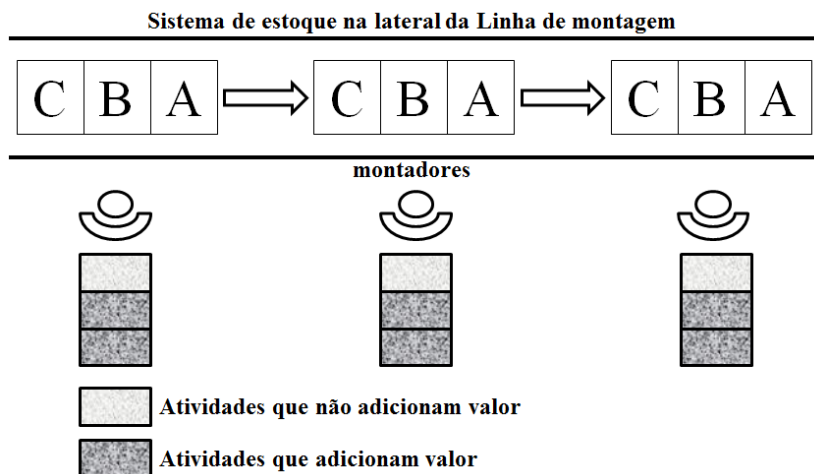 Sistema de estoque na lateral da Linha de montagem
C B A C B A C B A
montadores
Atividades que não adicionam valor
Atividades que adicionam valor